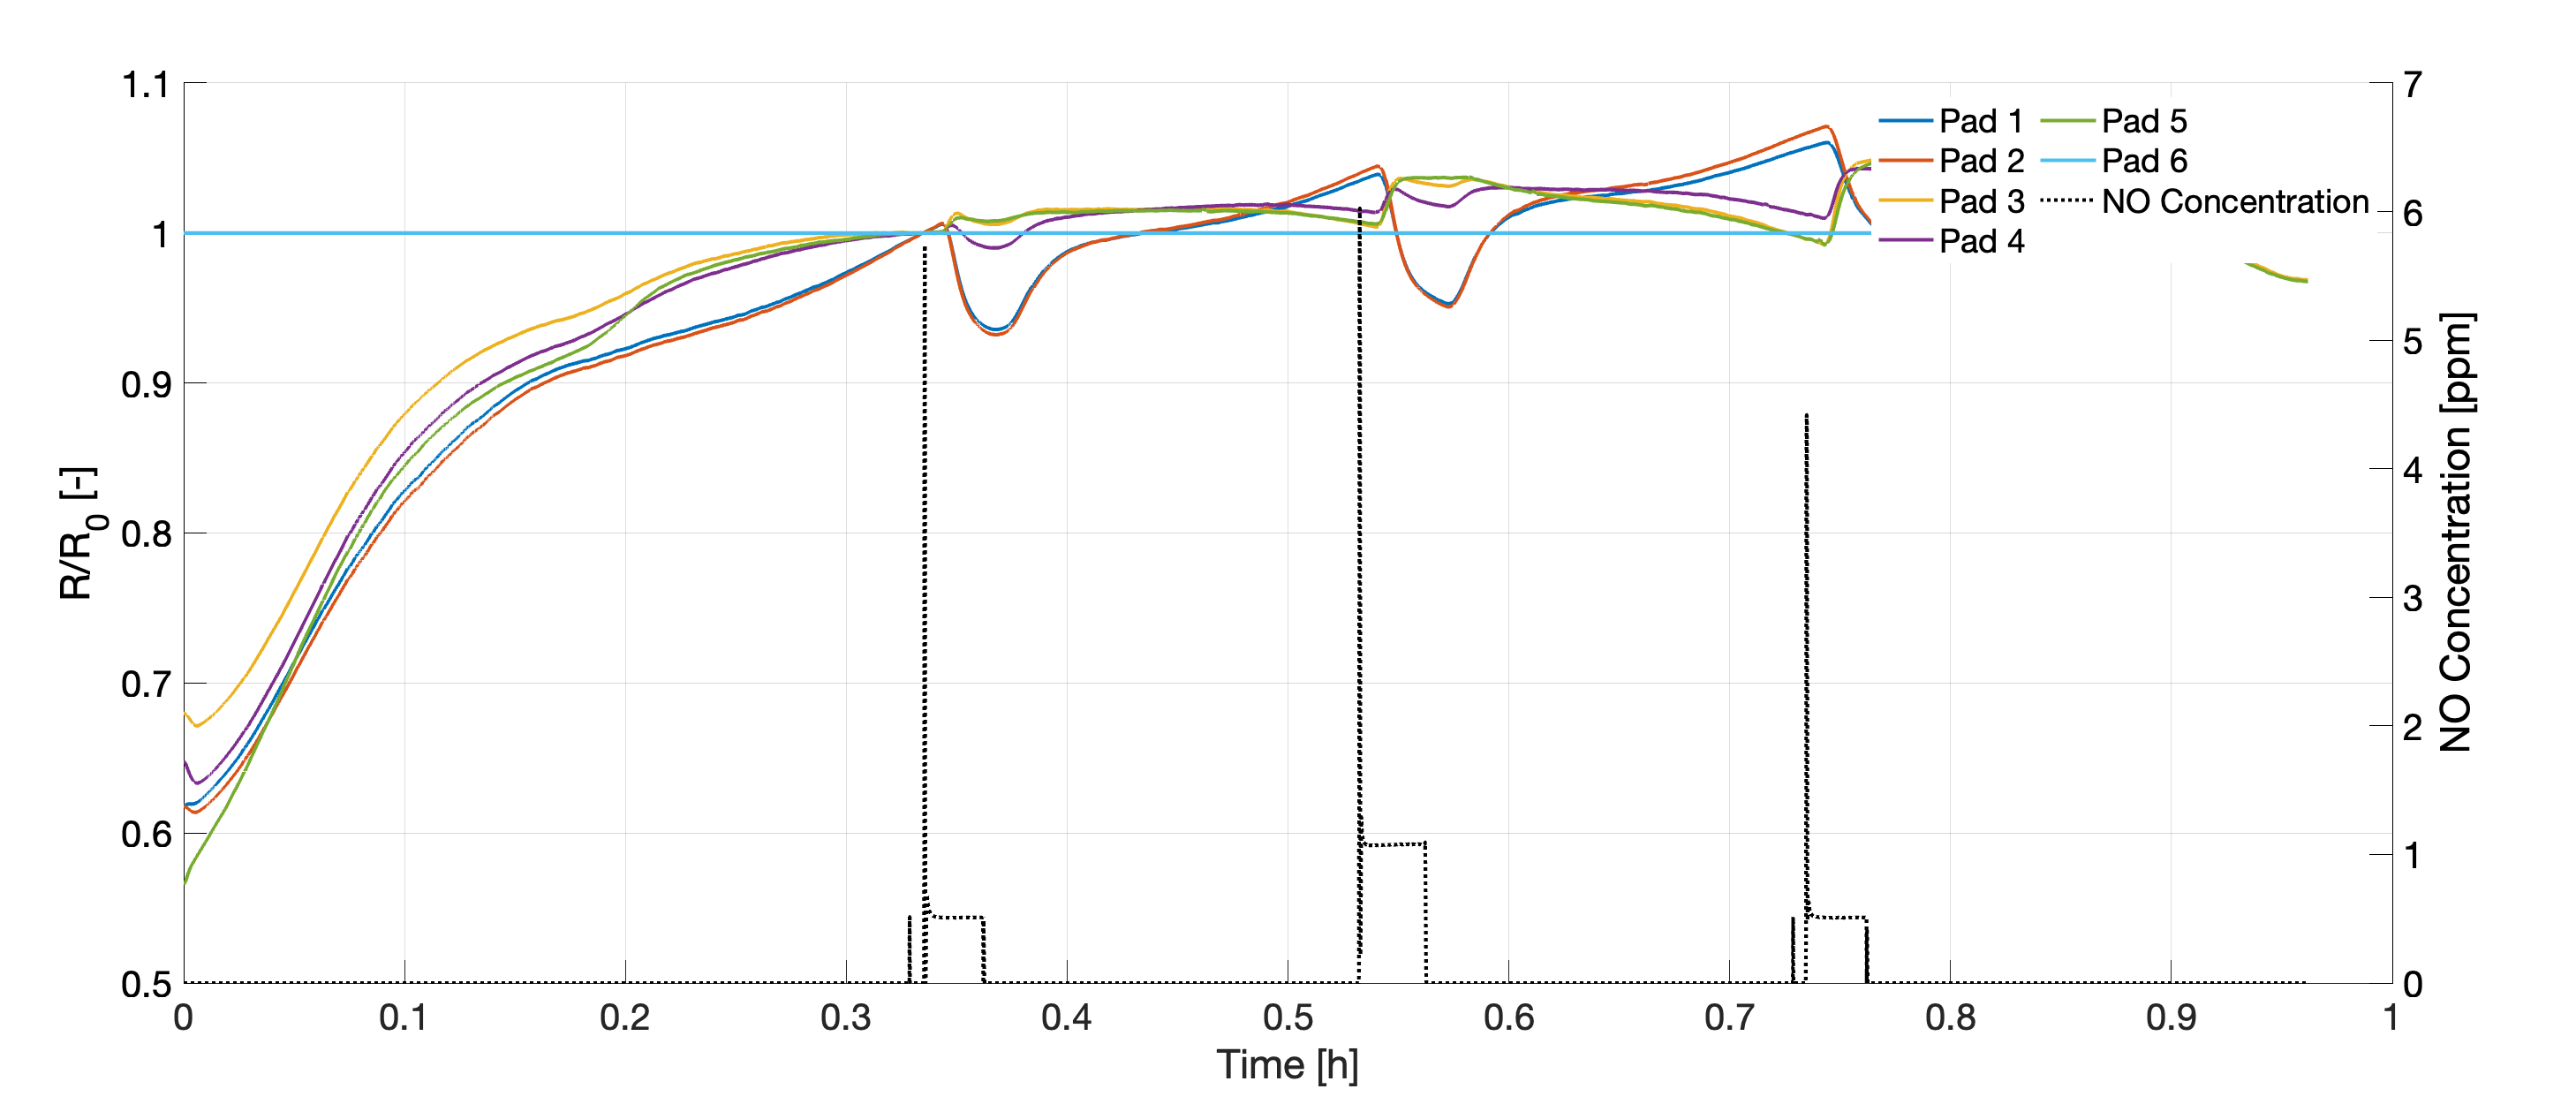 1.1
1
0.9
0.8
0.7
0.6
0.5
R/R0 [-]
0
0.1
0.2
0.3
0.4
0.5
0.6
0.7
0.8
0.9
1
Time [h]
7
6
5
4
3
2
1
0
NO Concentration [ppm]
Pad 1
Pad 2
Pad 3
Pad 4
Pad 5
Pad 6
NO Concentration